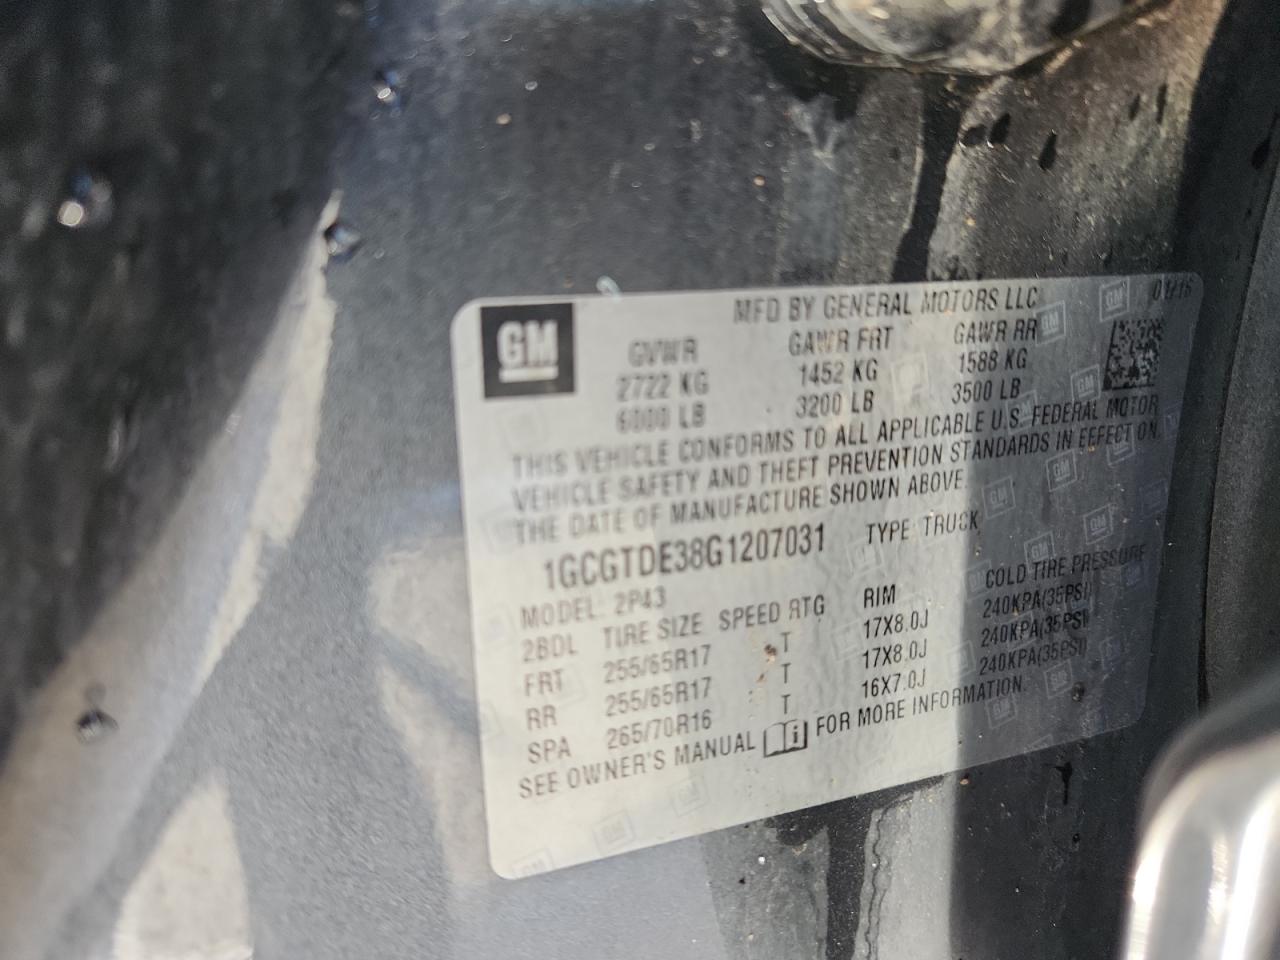 GM
MFD BY GENERAL MOTORS LLC 01/16
GVWR GAWR FRT GAWR RR
2722 KG 1452 KG 1588 KG
6000 LB 3200 LB 3500 LB
THIS VEHICLE CONFORMS TO ALL APPLICABLE U.S. FEDERAL MOTOR
VEHICLE SAFETY AND THEFT PREVENTION STANDARDS IN EFFECT ON
THE DATE OF MANUFACTURE SHOWN ABOVE.
1GCGTDE38G1207031 TYPE: TRUCK
MODEL: 2P43
2BDL TIRE SIZE SPEED RTG RIM COLD TIRE PRESSURE
FRT 255/65R17 T 17X8.0J 240KPA(35PSI)
RR 255/65R17 T 17X8.0J 240KPA(35PSI)
SPA 265/70R16 T 16X7.0J 240KPA(35PSI)
SEE OWNER'S MANUAL i FOR MORE INFORMATION.